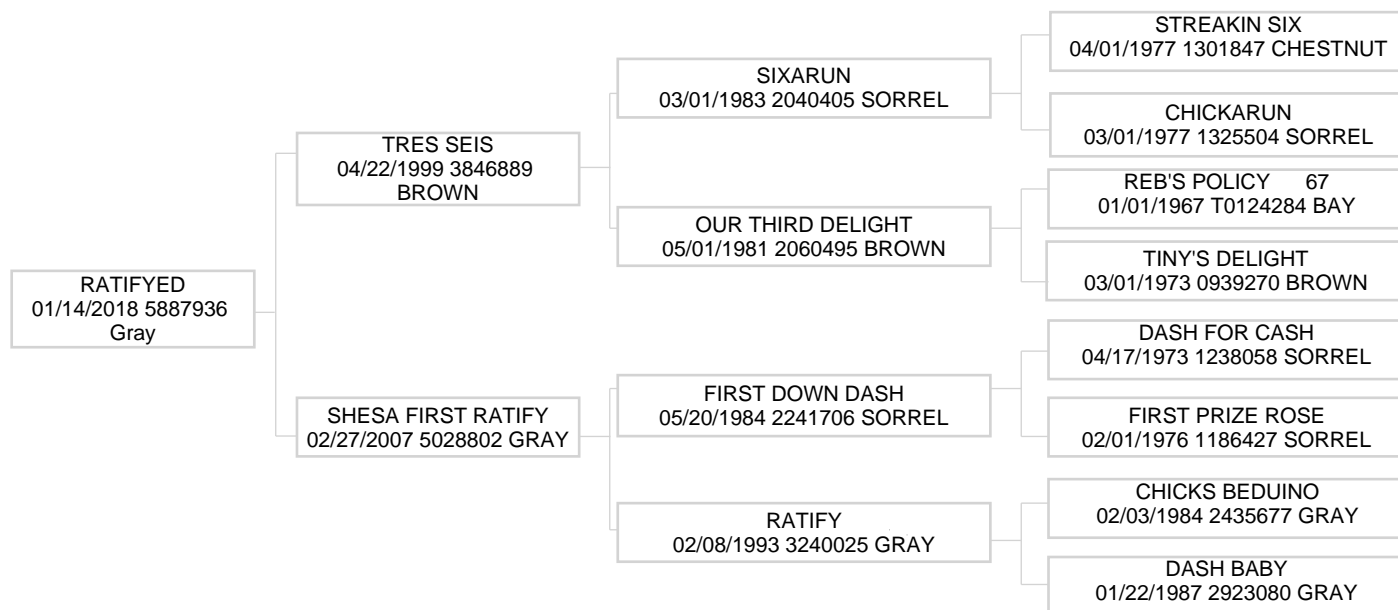 RATIFYED
01/14/2018 5887936
Gray
TRES SEIS
04/22/1999 3846889
BROWN
SHESA FIRST RATIFY
02/27/2007 5028802 GRAY
SIXARUN
03/01/1983 2040405 SORREL
OUR THIRD DELIGHT
05/01/1981 2060495 BROWN
FIRST DOWN DASH
05/20/1984 2241706 SORREL
RATIFY
02/08/1993 3240025 GRAY
STREAKIN SIX
04/01/1977 1301847 CHESTNUT
CHICKARUN
03/01/1977 1325504 SORREL
REB'S POLICY 67
01/01/1967 T0124284 BAY
TINY'S DELIGHT
03/01/1973 0939270 BROWN
DASH FOR CASH
04/17/1973 1238058 SORREL
FIRST PRIZE ROSE
02/01/1976 1186427 SORREL
CHICKS BEDUINO
02/03/1984 2435677 GRAY
DASH BABY
01/22/1987 2923080 GRAY